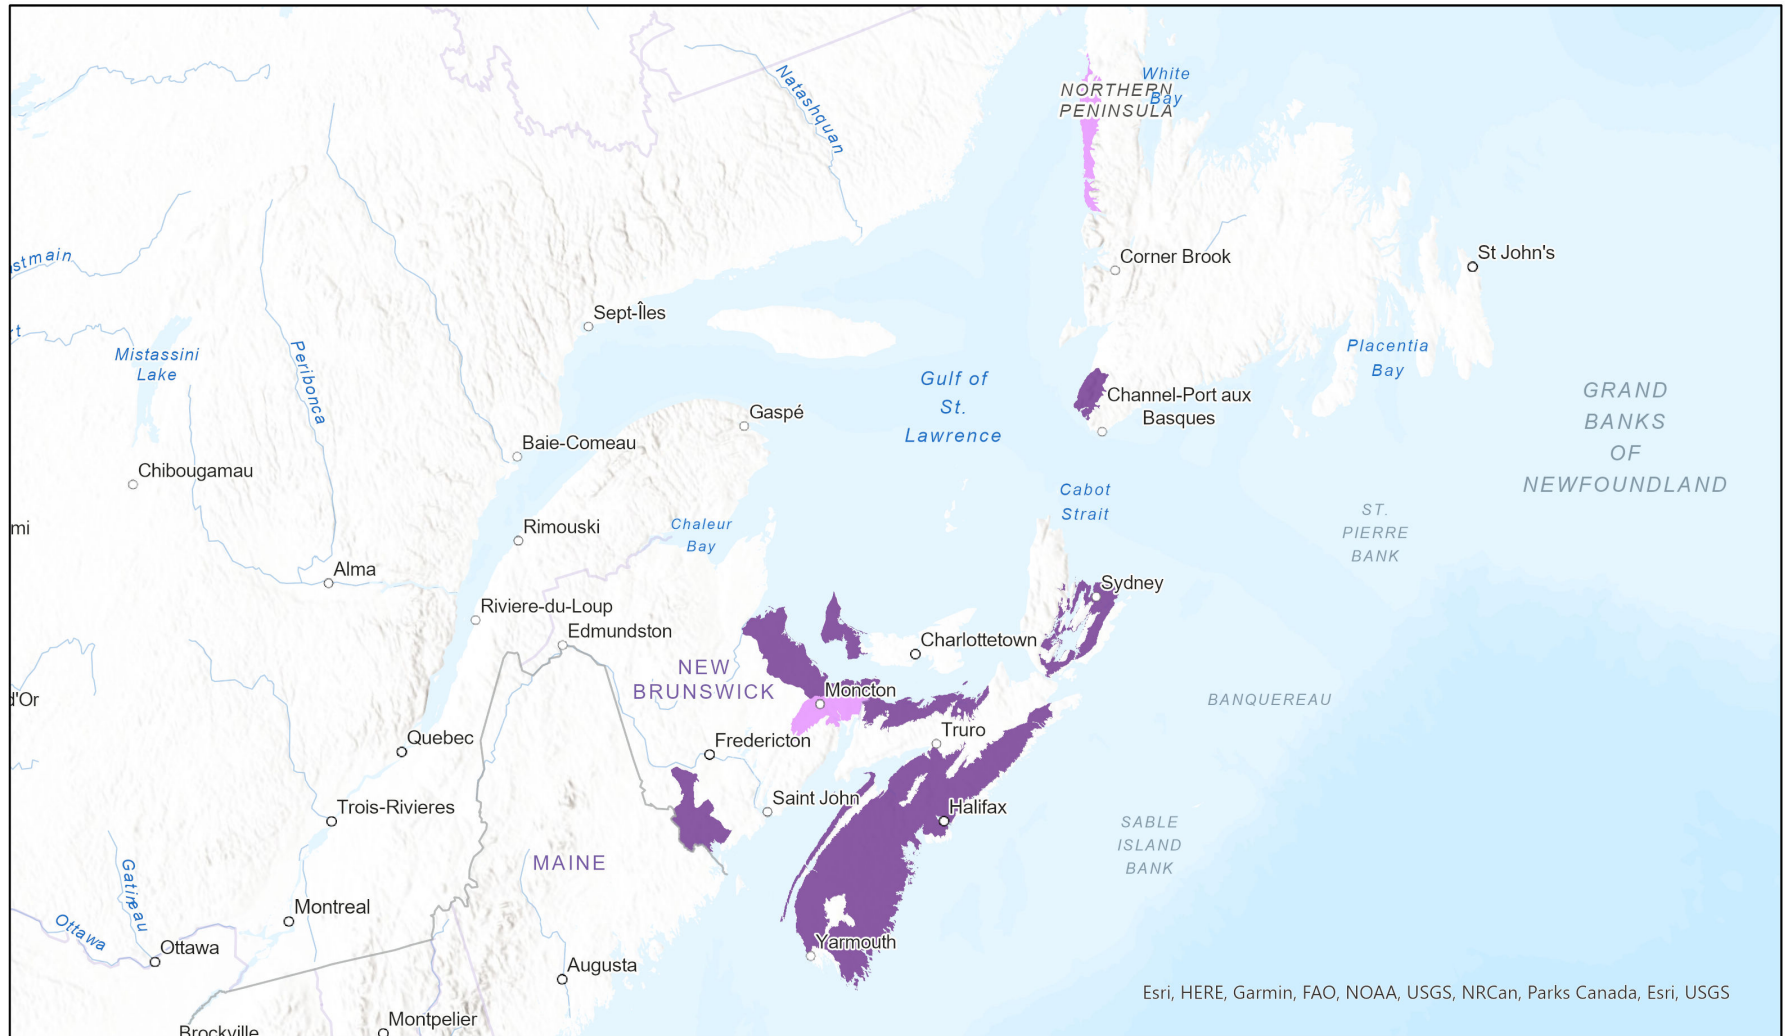 White
Bay
NORTHERN
PENINSULA
Natashquan
Corner Brook
St John's
stmain
Sept-Îles
t
Mistassini
Lake
Peribonca
Placentia
Bay
Gulf of
St.
Lawrence
Channel-Port aux
Basques
GRAND
BANKS
OF
NEWFOUNDLAND
Gaspé
Baie-Comeau
Chibougamau
Cabot
Strait
ST.
PIERRE
BANK
mi
Rimouski
Chaleur
Bay
Alma
Sydney
Riviere-du-Loup
Edmundston
Charlottetown
NEW
BRUNSWICK
Moncton
d'Or
BANQUEREAU
Quebec
Fredericton
Truro
Trois-Rivieres
Saint John
Halifax
SABLE
ISLAND
BANK
MAINE
Gatineau
Montreal
Ottawa
Ottawa
Yarmouth
Augusta
Esri, HERE, Garmin, FAO, NOAA, USGS, NRCan, Parks Canada, Esri, USGS
Montpelier
Brockville